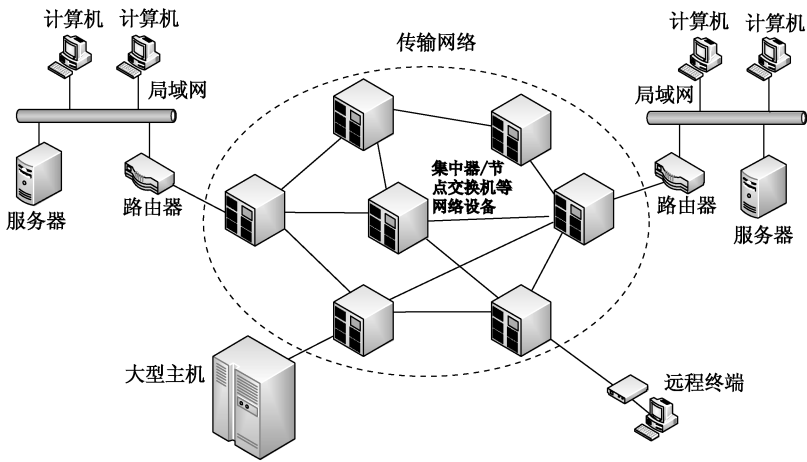 计算机
计算机
传输网络
计算机
计算机
局域网
局域网
集中器/节
点交换机等
网络设备
服务器
路由器
路由器
服务器
大型主机
远程终端